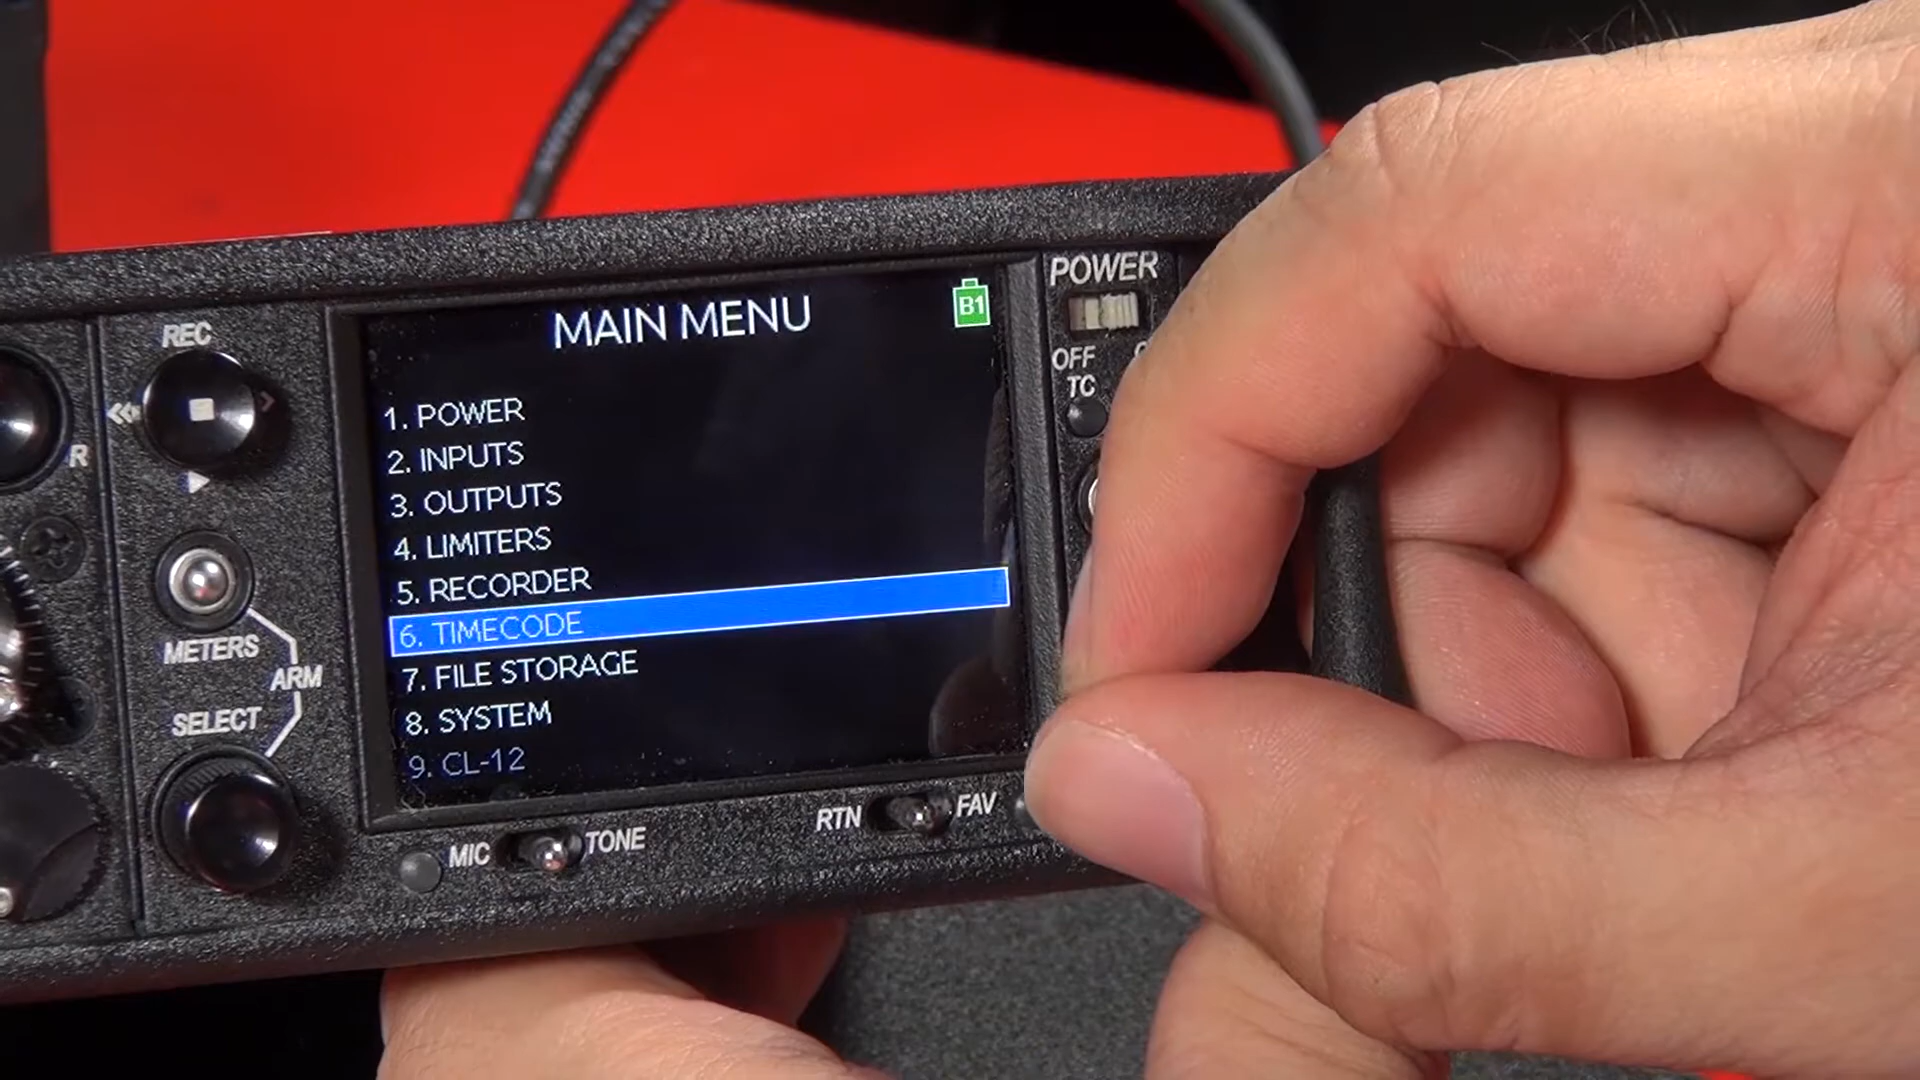 REC
R
METERS
ARM
SELECT
MAIN MENU
B1
1. POWER
2. INPUTS
3. OUTPUTS
4. LIMITERS
5. RECORDER
6. TIMECODE
7. FILE STORAGE
8. SYSTEM
9. CL-12
POWER
OFF
TC
MIC
TONE
RTN
FAV